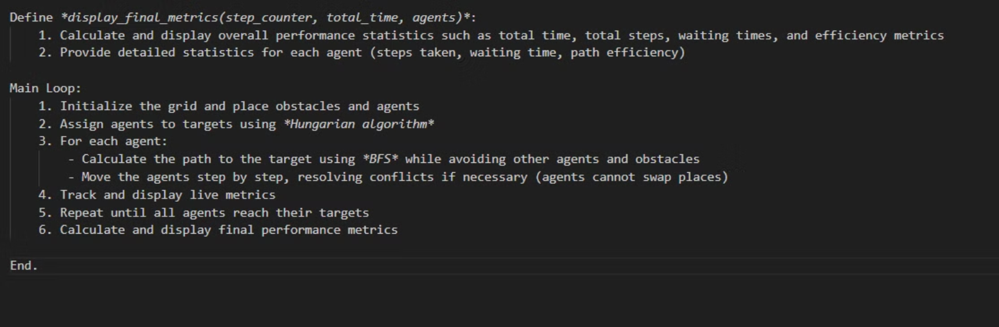 Define *display_final_metrics(step_counter, total_time, agents)*:
1. Calculate and display overall performance statistics such as total time, total steps, waiting times, and efficiency metrics
2. Provide detailed statistics for each agent (steps taken, waiting time, path efficiency)
Main Loop:
1. Initialize the grid and place obstacles and agents
2. Assign agents to targets using *Hungarian algorithm*
3. For each agent:
- Calculate the path to the target using *BFS* while avoiding other agents and obstacles
- Move the agents step by step, resolving conflicts if necessary (agents cannot swap places)
4. Track and display live metrics
5. Repeat until all agents reach their targets
6. Calculate and display final performance metrics
End.